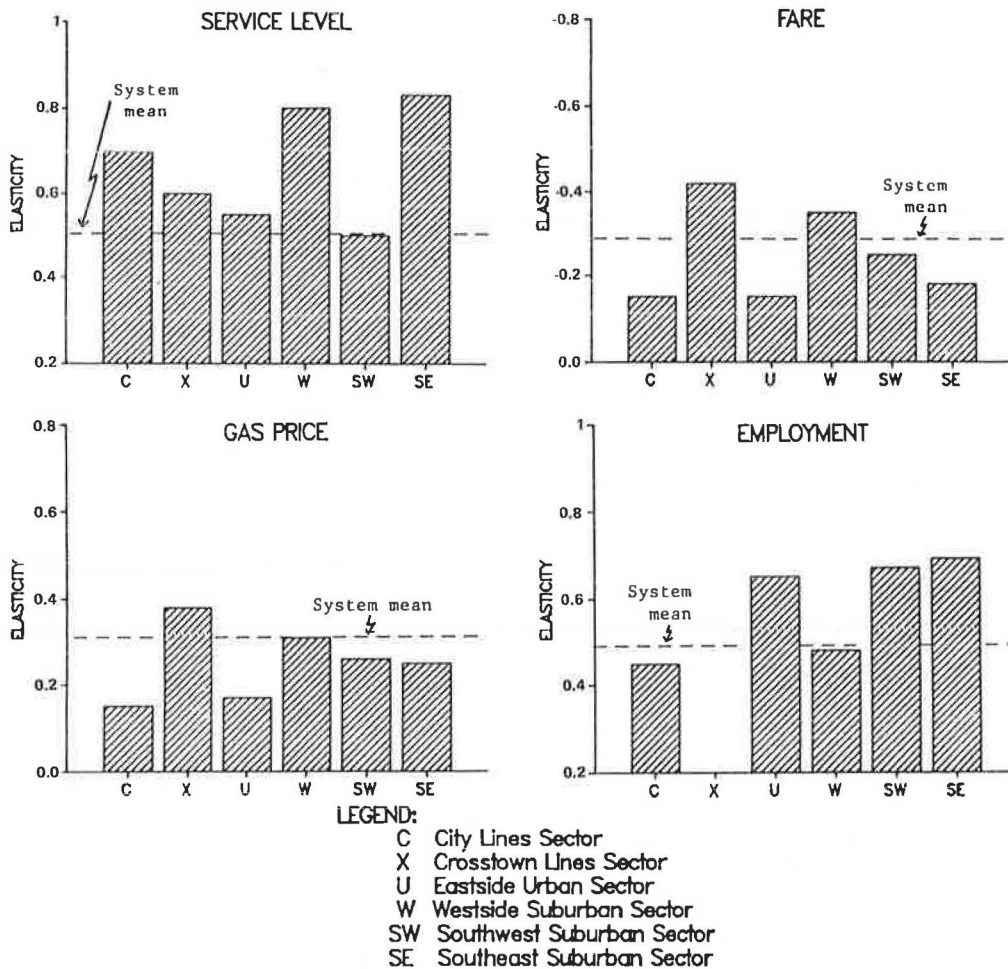 SERVICE LEVEL
1
0.8
0.6
0.4
0.2
ELASTICITY
System
mean
C X U W SW SE
FARE
-0.8
-0.6
-0.4
-0.2
0.0
ELASTICITY
System
mean
C X U W SW SE
GAS PRICE
0.8
0.6
0.4
0.2
0.0
ELASTICITY
System mean
C X U W SW SE
EMPLOYMENT
1
0.8
0.6
0.4
0.2
ELASTICITY
System
mean
C X U W SW SE
LEGEND:
C City Lines Sector
X Crosstown Lines Sector
U Eastside Urban Sector
W Westside Suburban Sector
SW Southwest Suburban Sector
SE Southeast Suburban Sector